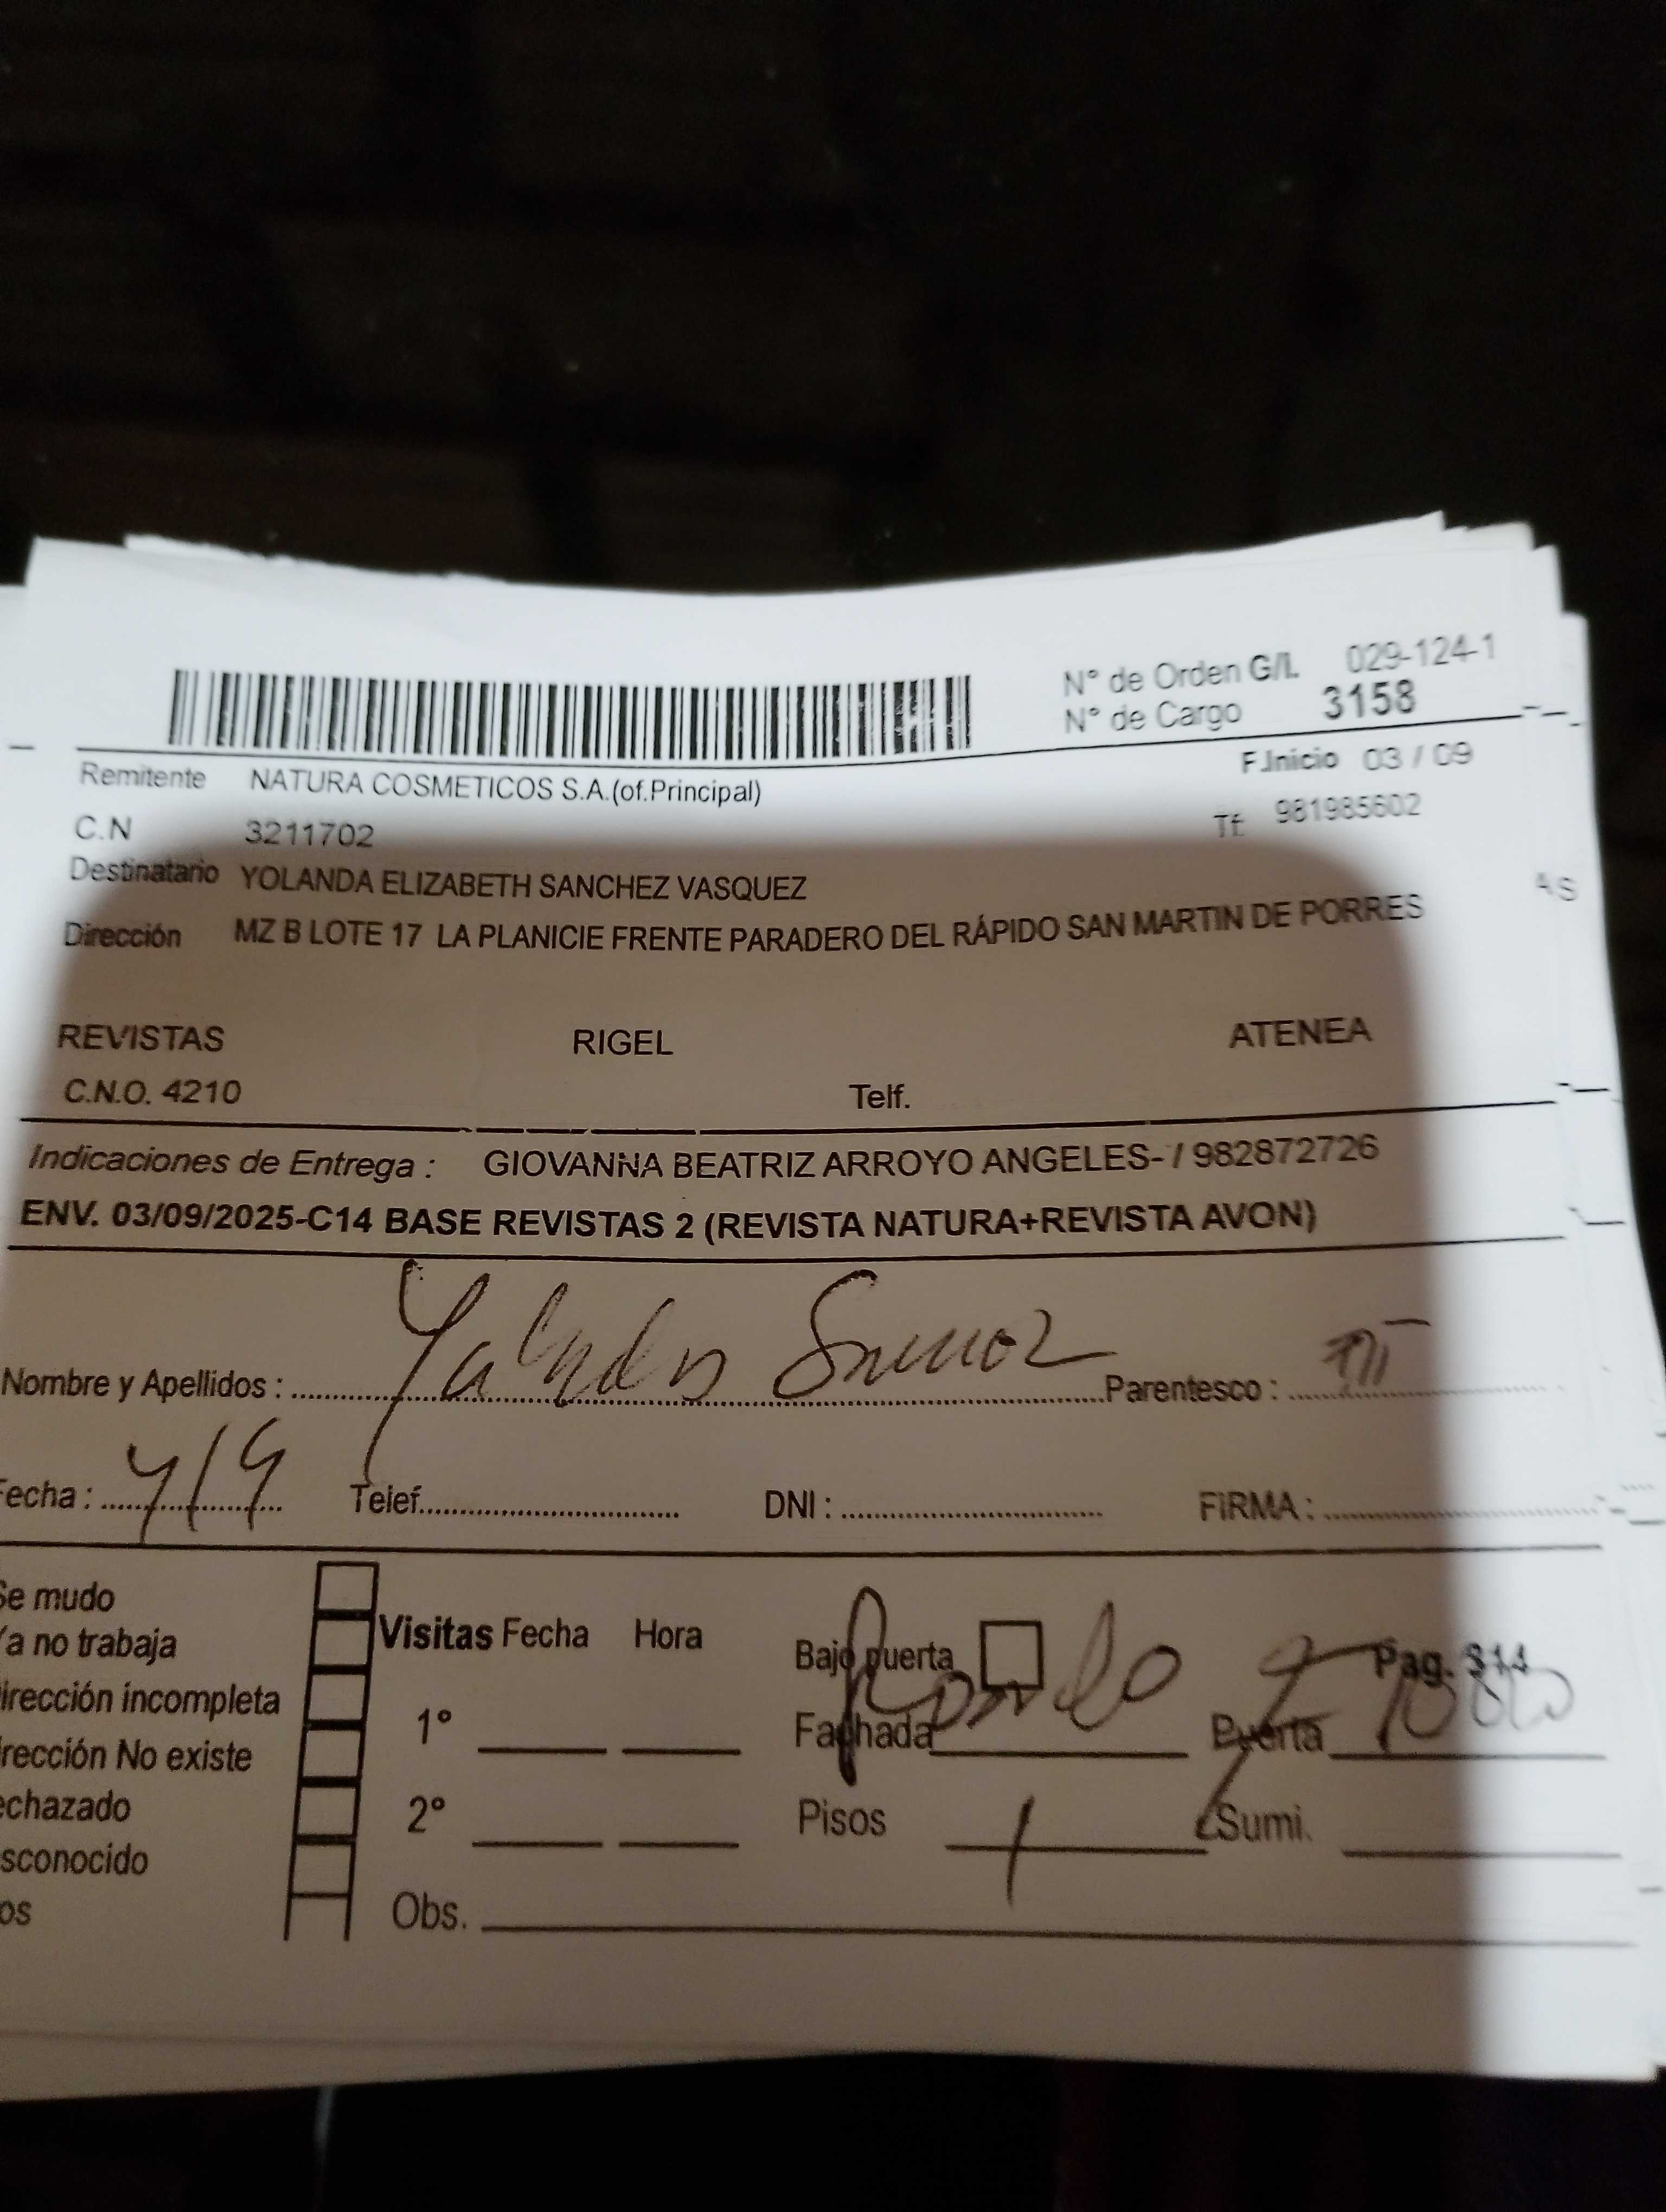 N° de Orden G/L 029-124-1
N° de Cargo 3158
Remitente NATURA COSMETICOS S.A.(of.Principal) F.Inicio 03 / 09
C.N 3211702 Tf: 981985602
Destinatario YOLANDA ELIZABETH SANCHEZ VASQUEZ
Dirección MZ B LOTE 17 LA PLANICIE FRENTE PARADERO DEL RÁPIDO SAN MARTIN DE PORRES
REVISTAS RIGEL ATENEA
C.N.O. 4210 Telf.
Indicaciones de Entrega : GIOVANNA BEATRIZ ARROYO ANGELES- / 982872726
ENV. 03/09/2025-C14 BASE REVISTAS 2 (REVISTA NATURA+REVISTA AVON)
Nombre y Apellidos : Parentesco :
Fecha : Telef. DNI : FIRMA :
Se mudo
Ya no trabaja Visitas Fecha Hora Bajo puerta Pag.
irección incompleta 1° Fachada Puerta
rección No existe
echazado 2° Pisos 1 Sumi.
sconocido
os Obs.